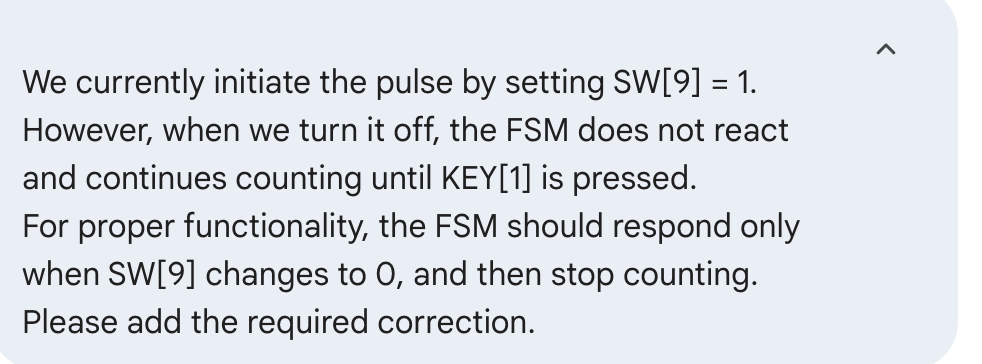 We currently initiate the pulse by setting SW[9] = 1.
However, when we turn it off, the FSM does not react
and continues counting until KEY[1] is pressed.
For proper functionality, the FSM should respond only
when SW[9] changes to 0, and then stop counting.
Please add the required correction.